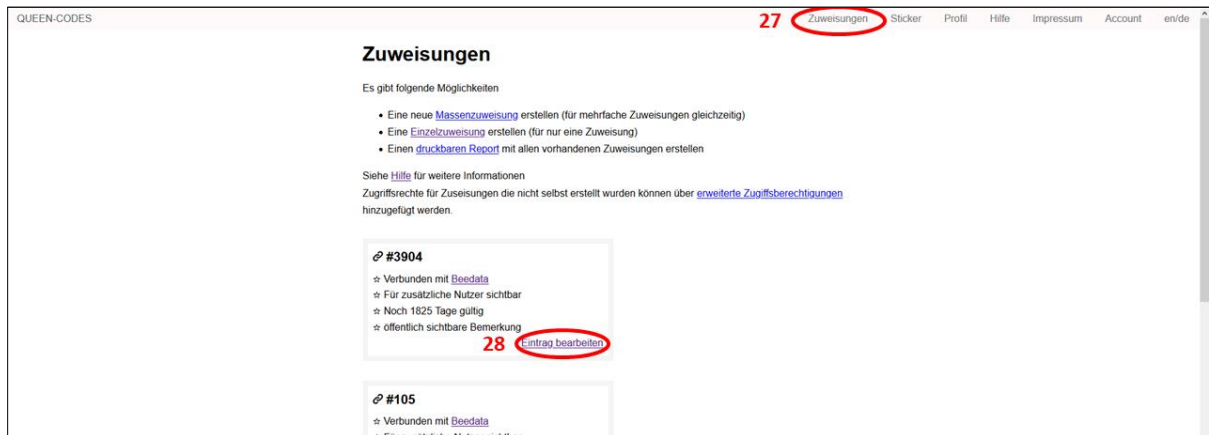 QUEEN-CODES 27 Zuweisungen Sticker Profil Hilfe Impressum Account en/de
Zuweisungen
Es gibt folgende Möglichkeiten
• Eine neue Massenzuweisung erstellen (für mehrfache Zuweisungen gleichzeitig)
• Eine Einzelzuweisung erstellen (für nur eine Zuweisung)
• Einen druckbaren Report mit allen vorhandenen Zuweisungen erstellen
Siehe Hilfe für weitere Informationen
Zugriffsrechte für Zuseisungen die nicht selbst erstellt wurden können über erweiterte Zugiffsberechtigungen
hinzugefügt werden.
#3904
☆ Verbunden mit Beedata
☆ Für zusätzliche Nutzer sichtbar
☆ Noch 1825 Tage gültig
☆ öffentlich sichtbare Bemerkung
28 Eintrag bearbeiten
#105
☆ Verbunden mit Beedata